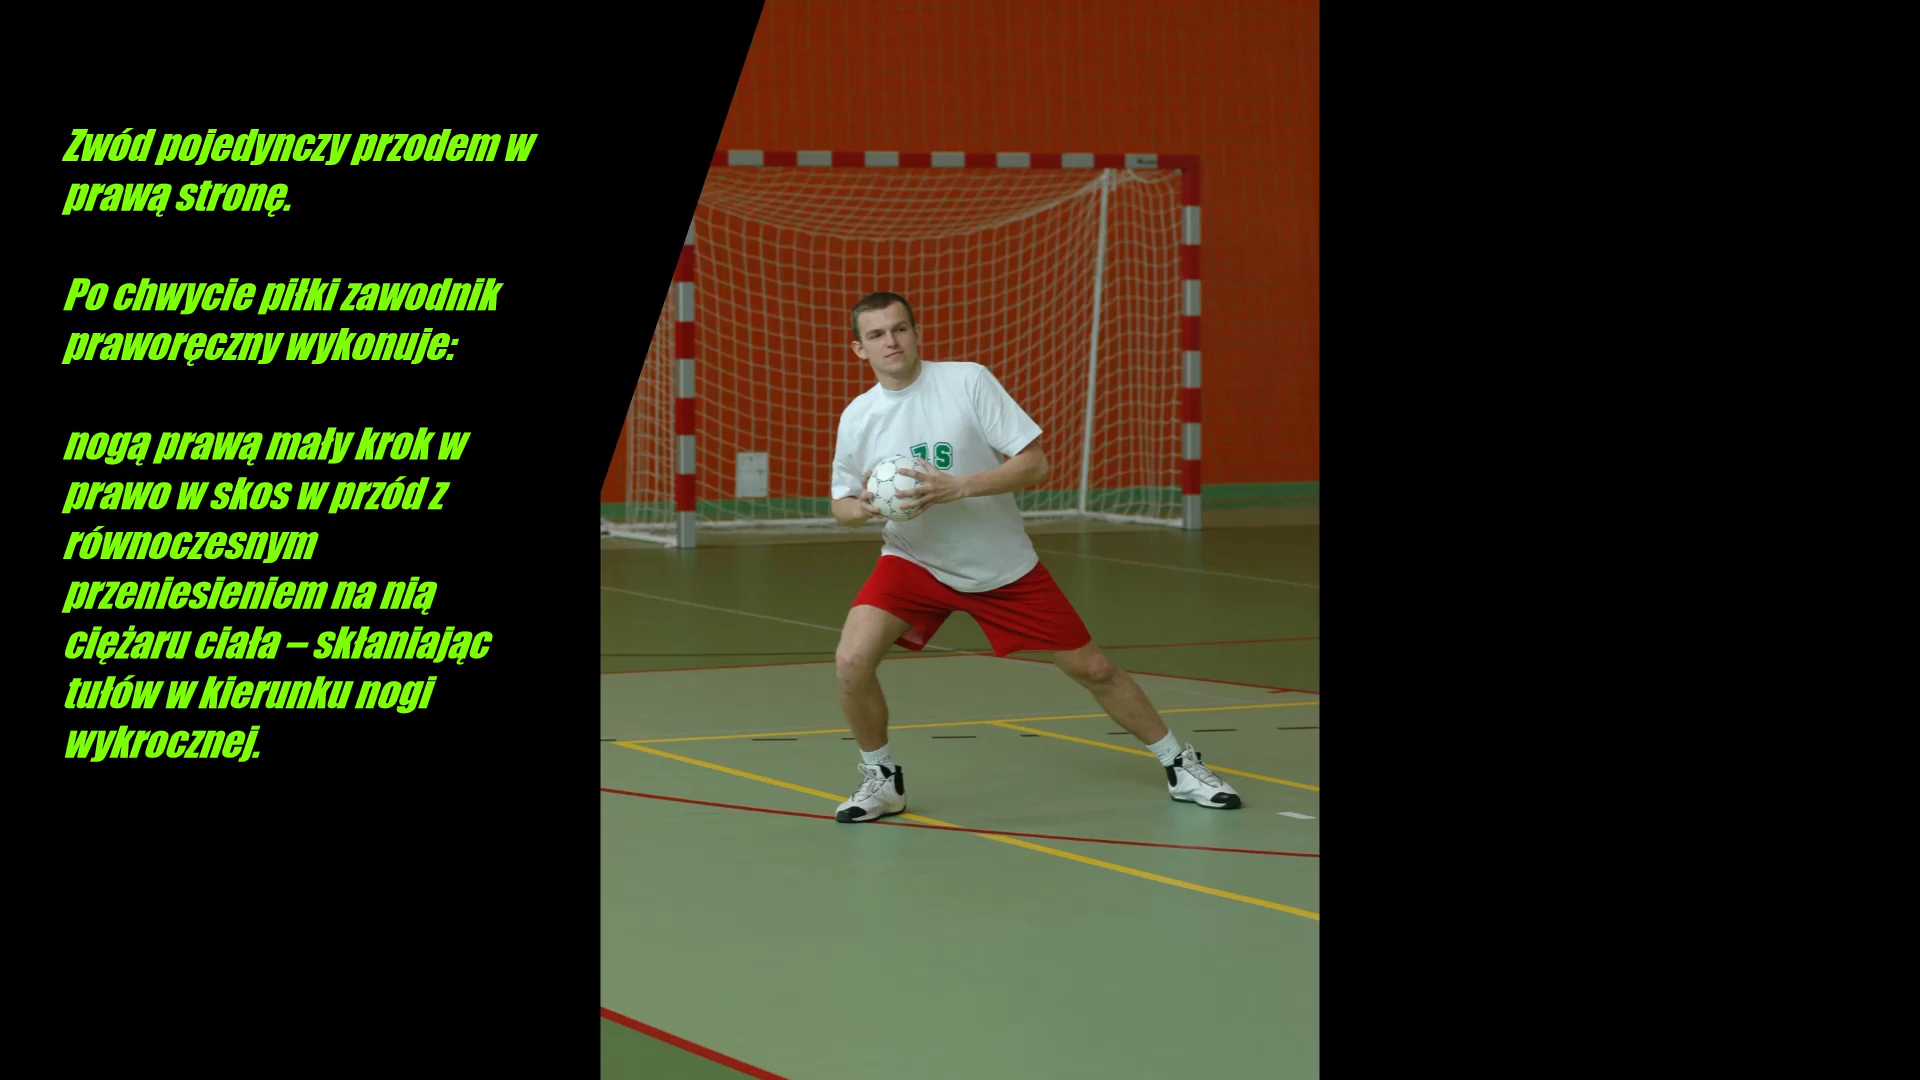 Zwód pojedynczy przodem w
prawą stronę.
Po chwycie piłki zawodnik
praworęczny wykonuje:
nogą prawą mały krok w
prawo w skos w przód z
równoczesnym
przeniesieniem na nią
ciężaru ciała – skłaniając
tułów w kierunku nogi
wykrocznej.